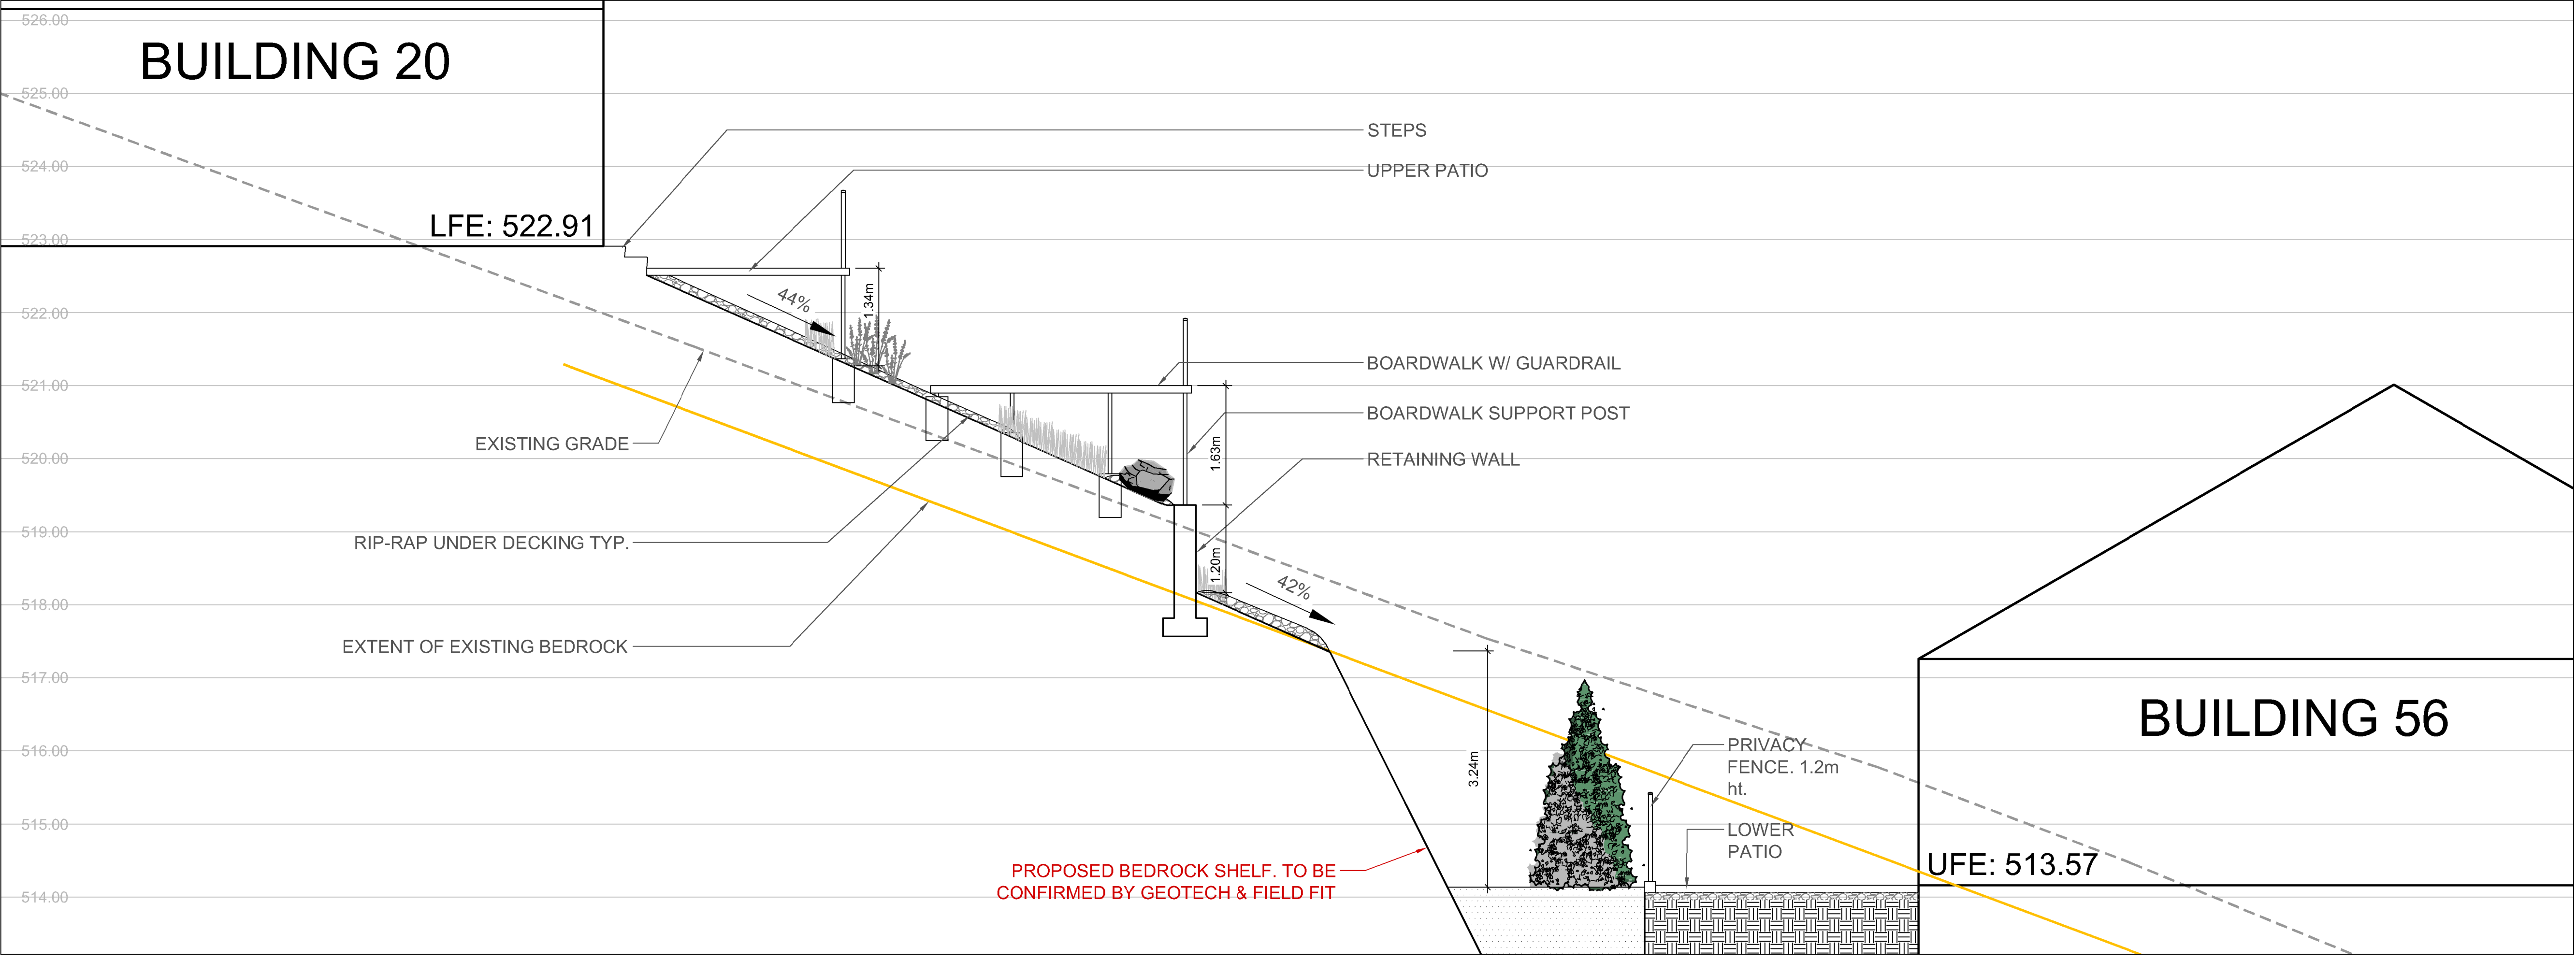 526.00
BUILDING 20
525.00
STEPS
524.00
UPPER PATIO
LFE: 522.91
523.00
44%
1.34m
522.00
BOARDWALK W/ GUARDRAIL
521.00
BOARDWALK SUPPORT POST
EXISTING GRADE
1.63m
520.00
RETAINING WALL
519.00
RIP-RAP UNDER DECKING TYP.
1.20m
42%
518.00
EXTENT OF EXISTING BEDROCK
517.00
BUILDING 56
516.00
3.24m
PRIVACY
FENCE. 1.2m
ht.
515.00
LOWER
PATIO
UFE: 513.57
PROPOSED BEDROCK SHELF. TO BE
CONFIRMED BY GEOTECH & FIELD FIT
514.00